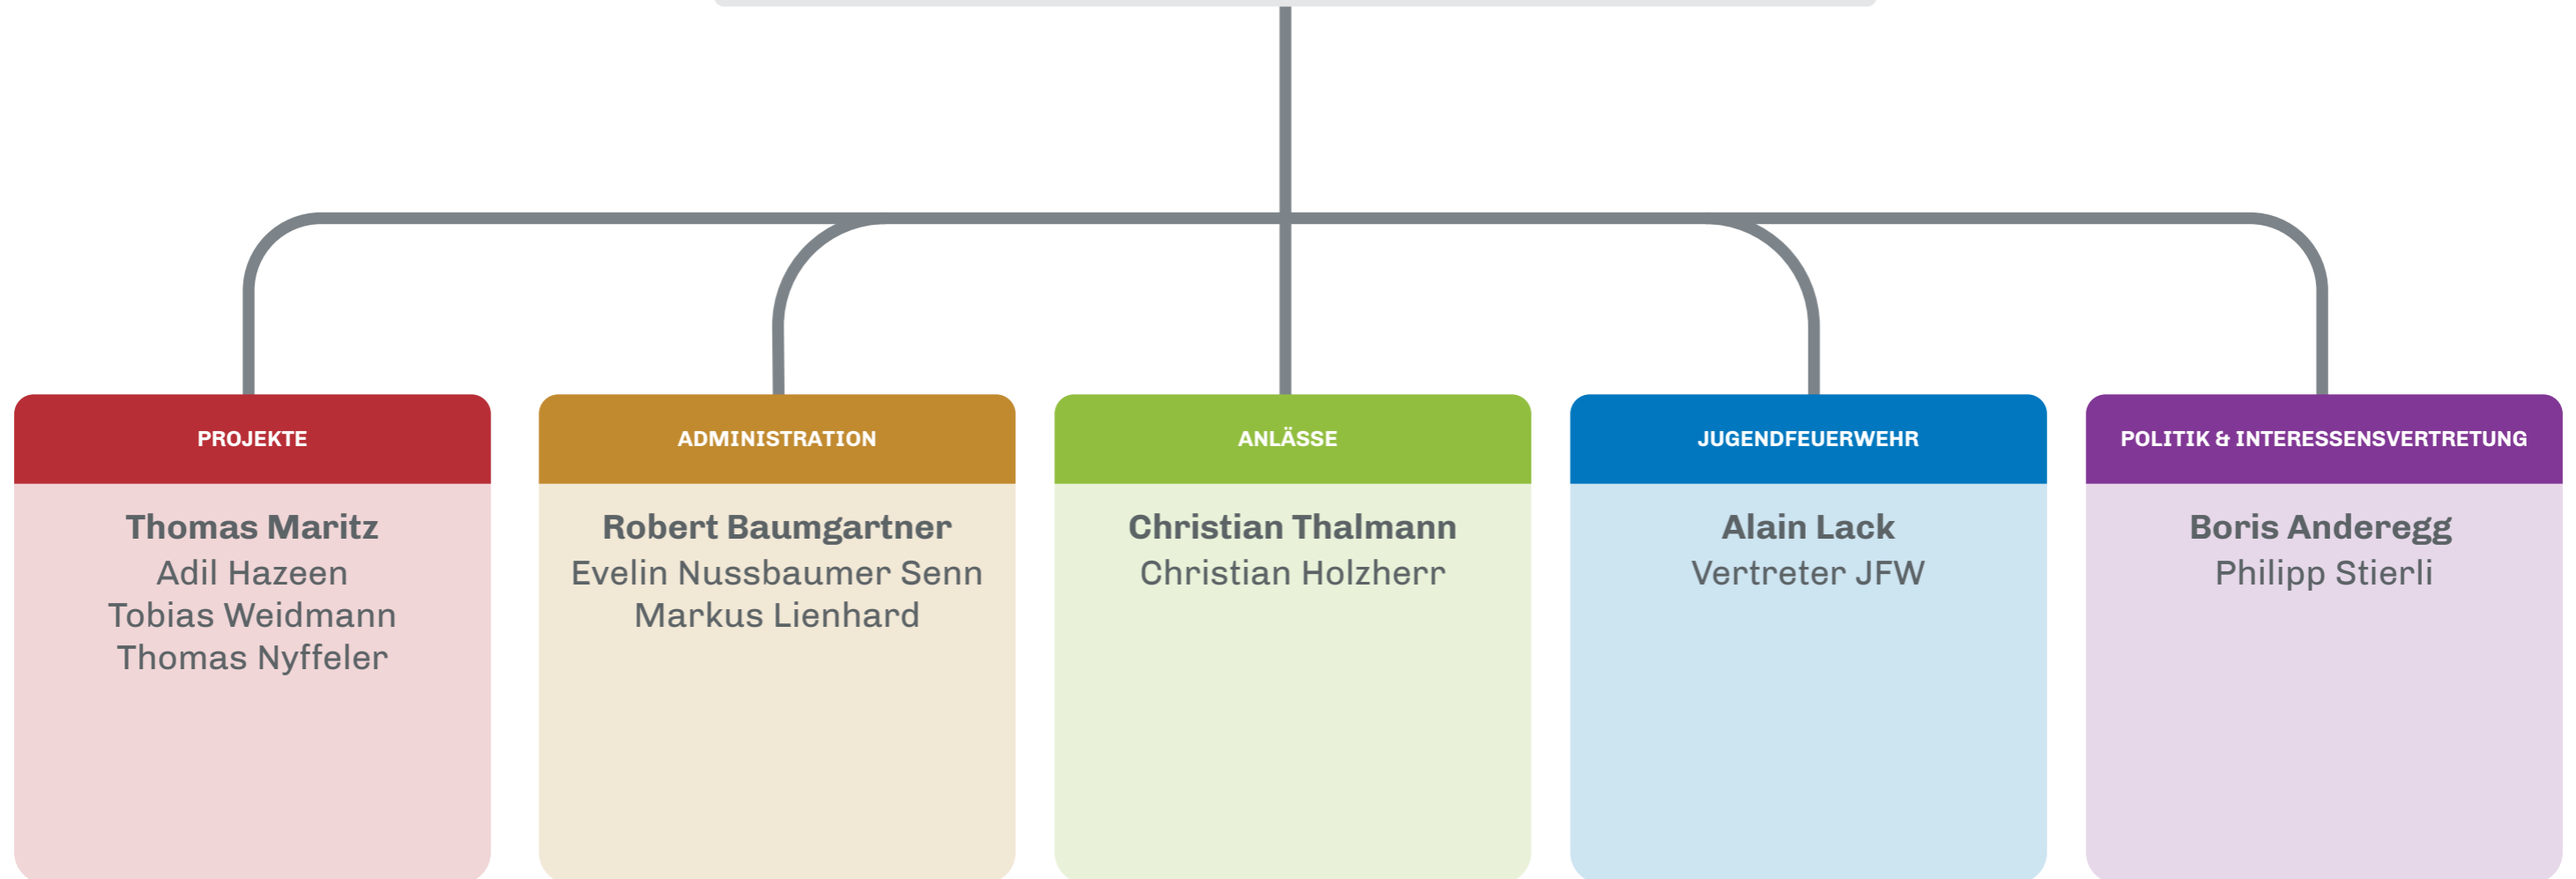 PROJEKTE
Thomas Maritz
Adil Hazeen
Tobias Weidmann
Thomas Nyffeler
ADMINISTRATION
Robert Baumgartner
Evelin Nussbaumer Senn
Markus Lienhard
ANLÄSSE
Christian Thalmann
Christian Holzherr
JUGENDFEUERWEHR
Alain Lack
Vertreter JFW
POLITIK & INTERESSENSVERTRETUNG
Boris Anderegg
Philipp Stierli